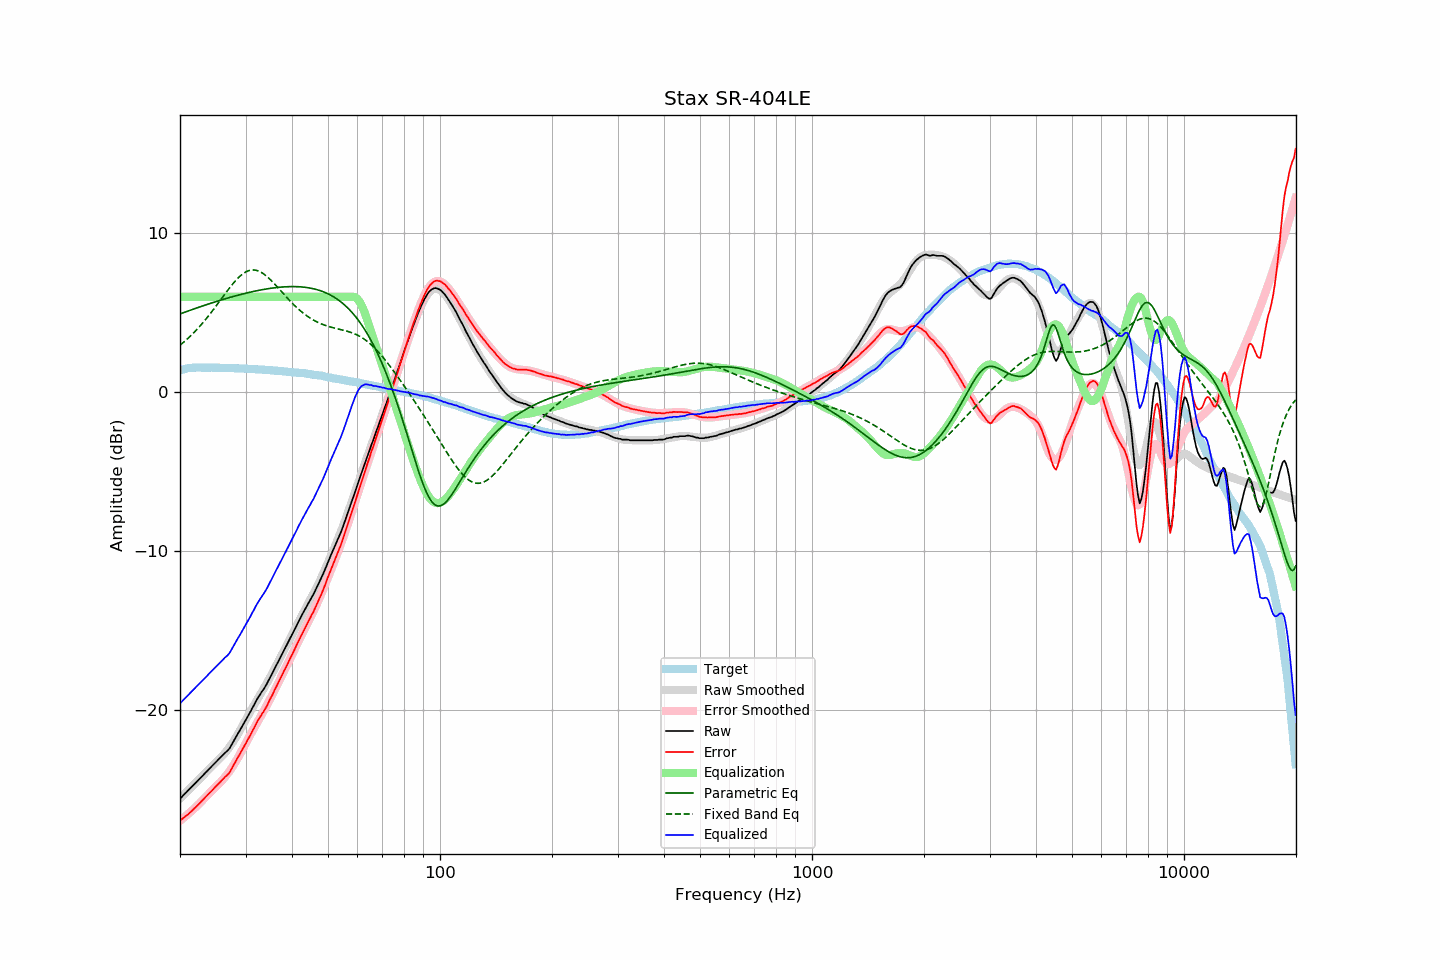 Stax SR-404LE
10
0
−10
−20
Amplitude (dBr)
100
1000
10000
Frequency (Hz)
Target
Raw Smoothed
Error Smoothed
Raw
Error
Equalization
Parametric Eq
Fixed Band Eq
Equalized